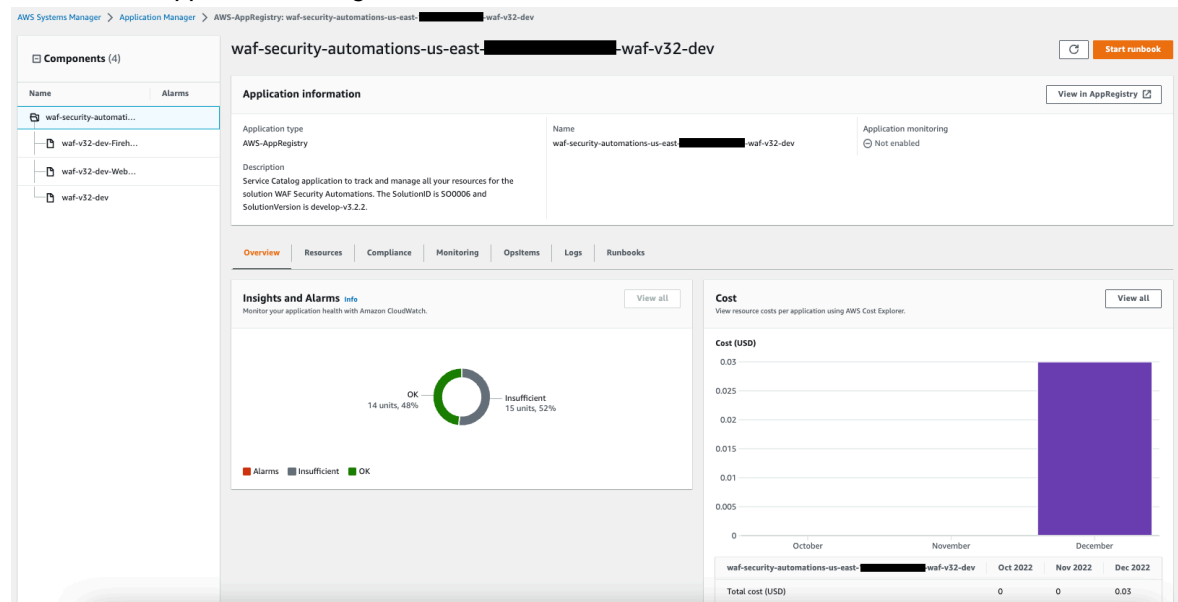 AWS Systems Manager > Application Manager > AWS-AppRegistry: waf-security-automations-us-east- -waf-v32-dev
Components (4)
Name Alarms
waf-security-automati...
waf-v32-dev-Fireh...
waf-v32-dev-Web...
waf-v32-dev
waf-security-automations-us-east- -waf-v32-dev
Start runbook
Application information
View in AppRegistry
Application type
AWS-AppRegistry
Name
waf-security-automations-us-east- -waf-v32-dev
Application monitoring
Not enabled
Description
Service Catalog application to track and manage all your resources for the
solution WAF Security Automations. The SolutionID is SO0006 and
SolutionVersion is develop-v3.2.2.
Overview Resources Compliance Monitoring OpsItems Logs Runbooks
Insights and Alarms Info
View all
Monitor your application health with Amazon CloudWatch.
OK
14 units, 48%
Insufficient
15 units, 52%
Alarms Insufficient OK
Cost
View all
View resource costs per application using AWS Cost Explorer.
Cost (USD)
0.03
0.025
0.02
0.015
0.01
0.005
0
October November December
waf-security-automations-us-east- -waf-v32-dev Oct 2022 Nov 2022 Dec 2022
Total cost (USD) 0 0 0.03